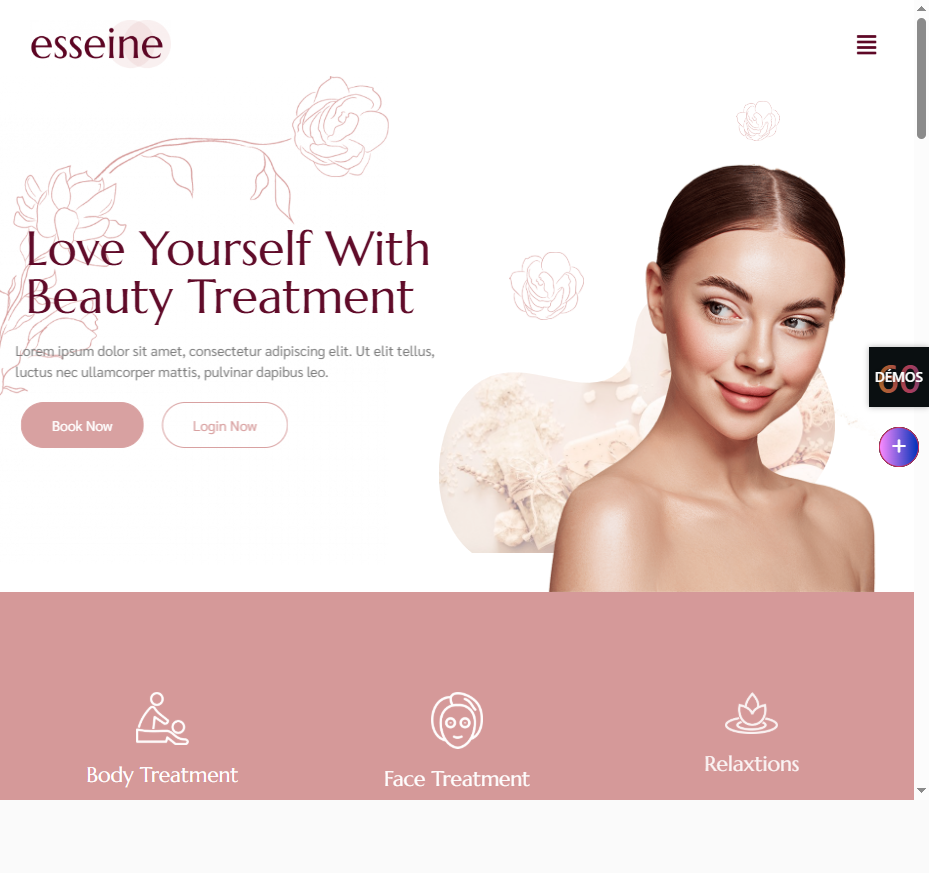 esseine
Love Yourself With
Beauty Treatment
Lorem ipsum dolor sit amet, consectetur adipiscing elit. Ut elit tellus,
luctus nec ullamcorper mattis, pulvinar dapibus leo.
Book Now
Login Now
60
DEMOS
+
Body Treatment
Face Treatment
Relaxtions